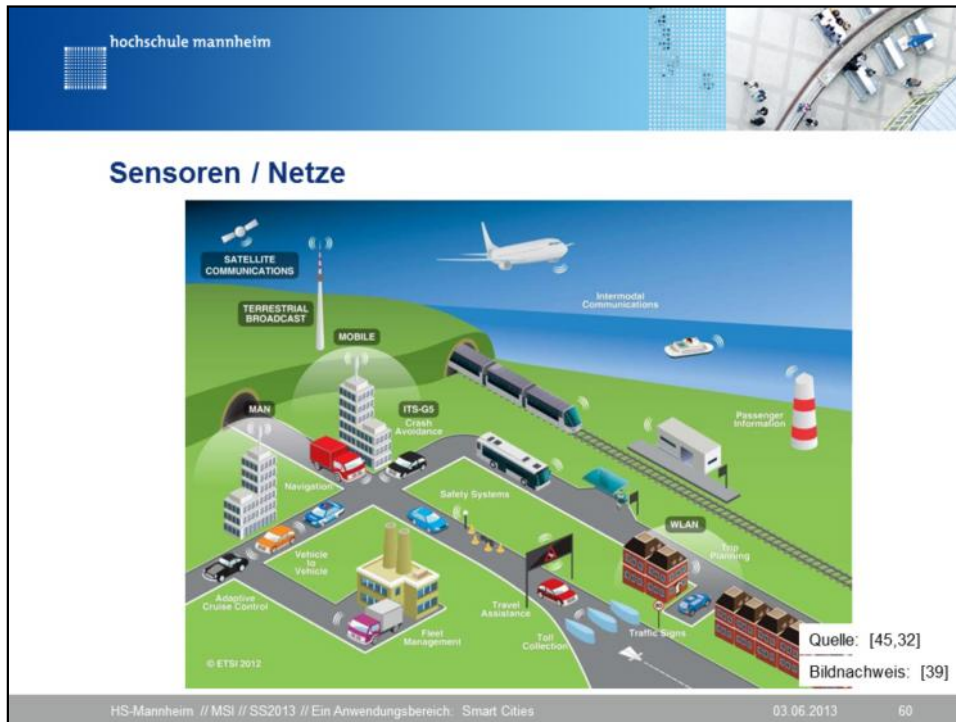 hochschule mannheim
Sensoren / Netze
SATELLITE
COMMUNICATIONS
TERRESTRIAL
BROADCAST
Intermodal
Communications
MOBILE
MAN
ITS-G5
Crash
Avoidance
Passenger
Information
Navigation
Safety Systems
WLAN
Trip
Planning
Vehicle
to
Vehicle
Adaptive
Cruise Control
Travel
Assistance
Fleet
Management
Toll
Collection
Traffic Signs
© ETSI 2012
Quelle: [45,32]
Bildnachweis: [39]
HS-Mannheim // MSI // SS2013 // Ein Anwendungsbereich: Smart Cities
03.06.2013
60